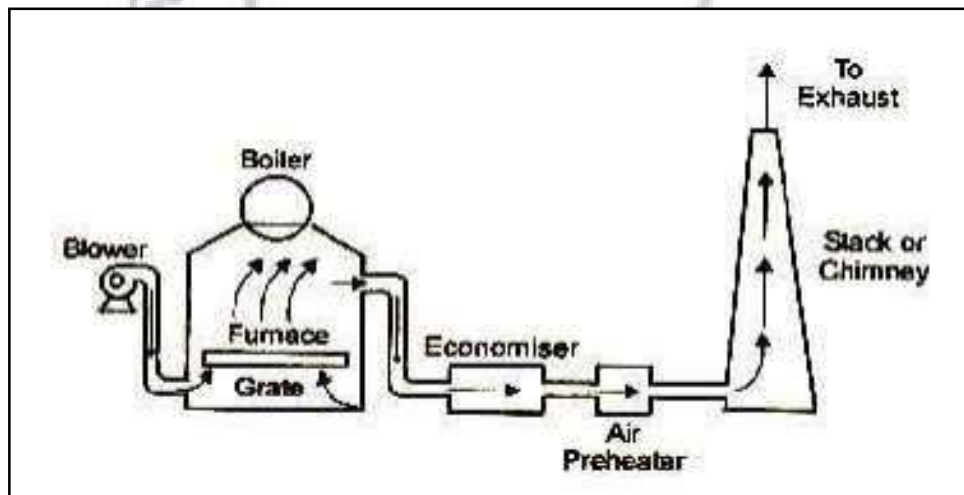 To
Exhaust
Boiler
Blower
Stack or
Chimney
Furnace
Economiser
Grate
Air
Preheater